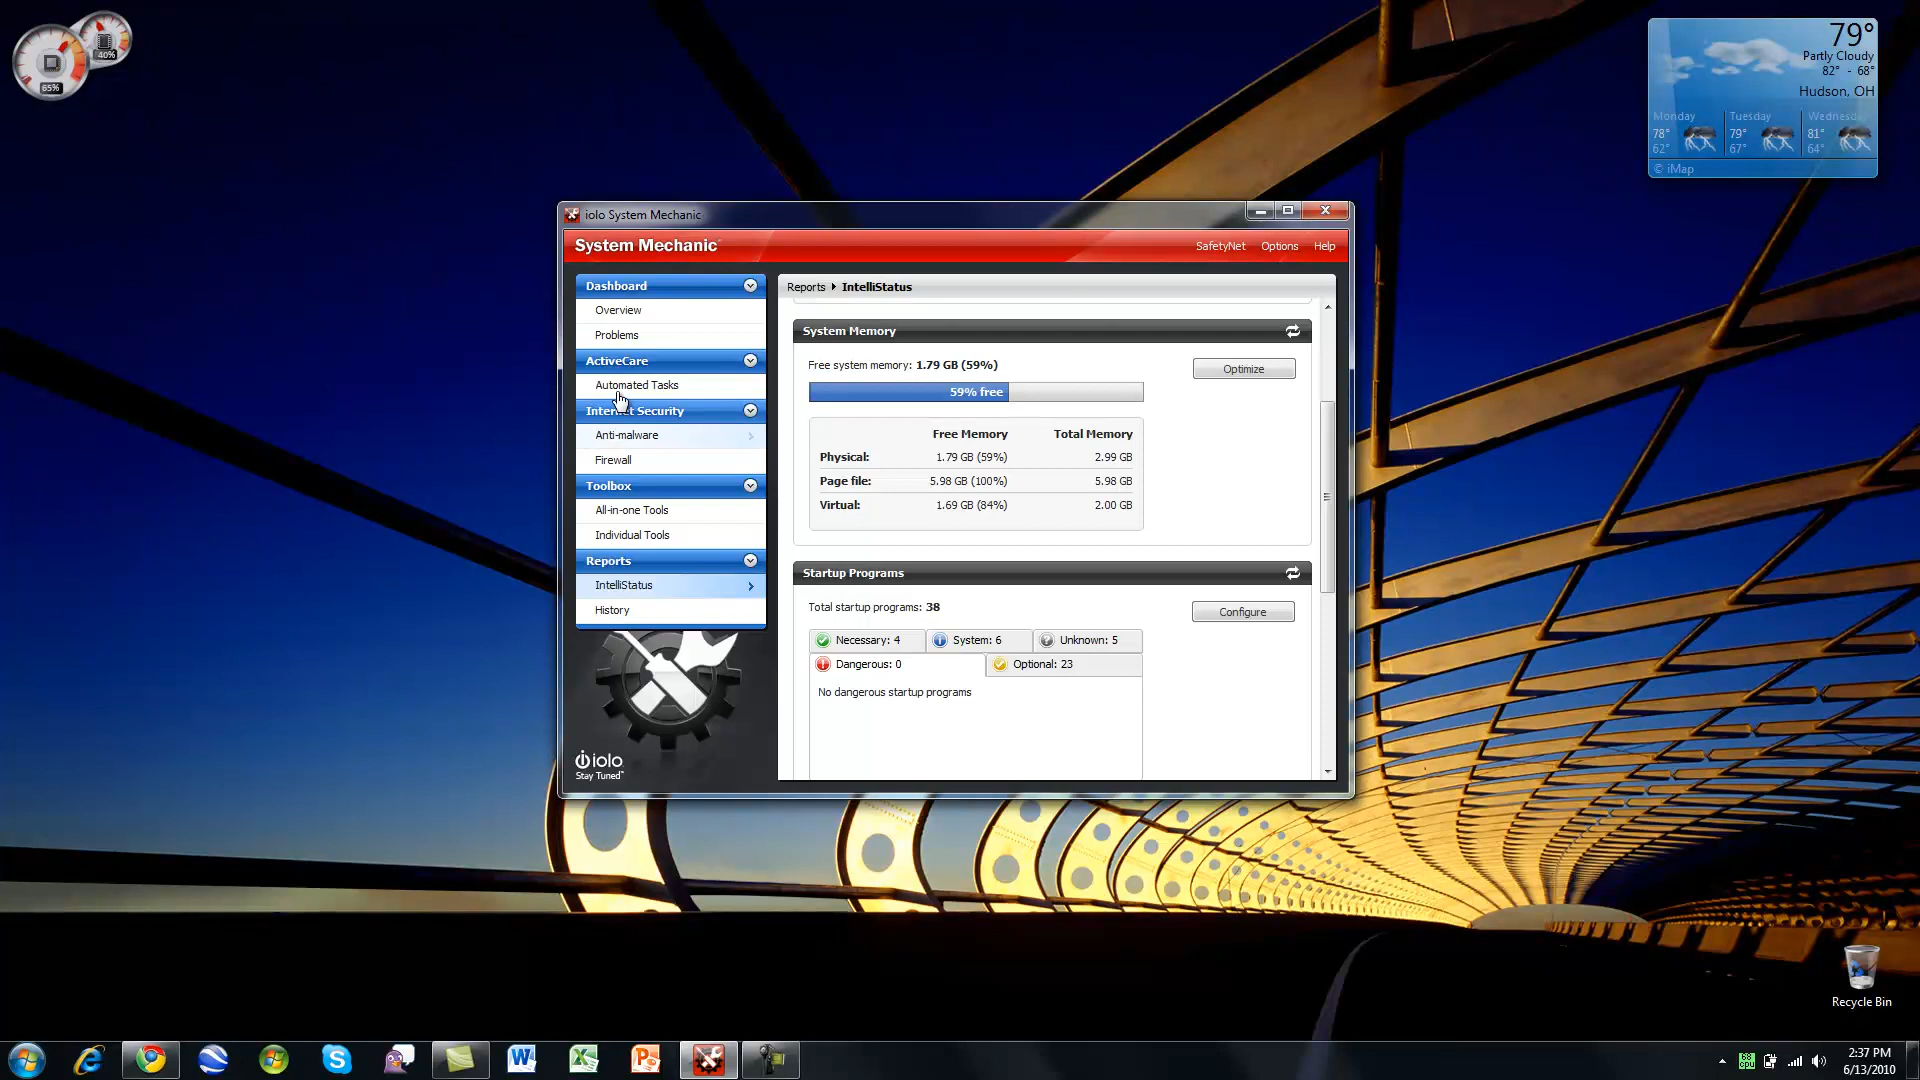 40%
65%
79°
Partly Cloudy
82° - 68°
Hudson, OH
Monday
78°
62°
Tuesday
79°
67°
Wednesday
81°
64°
© iMap
iolo System Mechanic
System Mechanic
SafetyNet
Options
Help
Dashboard
Overview
Problems
ActiveCare
Automated Tasks
Internet Security
Anti-malware
Firewall
Toolbox
All-in-one Tools
Individual Tools
Reports
IntelliStatus
History
iolo
Stay Tuned™
Reports IntelliStatus
System Memory
Free system memory: 1.79 GB (59%)
Optimize
59% free
Free Memory Total Memory
Physical: 1.79 GB (59%) 2.99 GB
Page file: 5.98 GB (100%) 5.98 GB
Virtual: 1.69 GB (84%) 2.00 GB
Startup Programs
Total startup programs: 38
Configure
Necessary: 4
System: 6
Unknown: 5
Dangerous: 0
Optional: 23
No dangerous startup programs
Recycle Bin
2:37 PM
6/13/2010